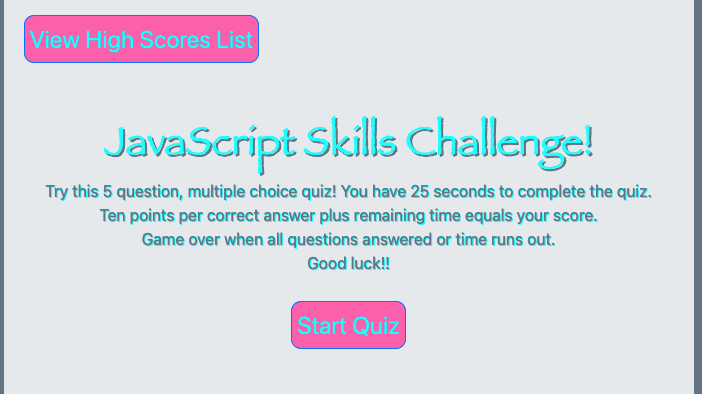 View High Scores List
JavaScript Skills Challenge!
Try this 5 question, multiple choice quiz! You have 25 seconds to complete the quiz.
Ten points per correct answer plus remaining time equals your score.
Game over when all questions answered or time runs out.
Good luck!!
Start Quiz